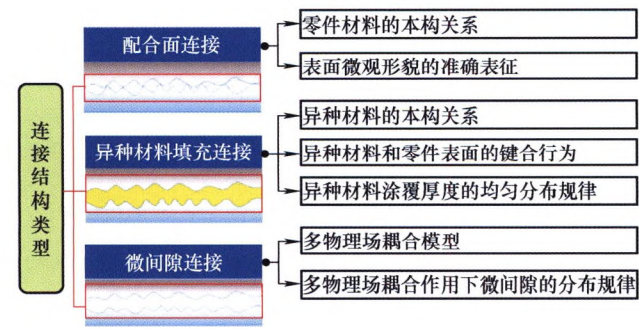 连接结构类型
配合面连接
零件材料的本构关系
表面微观形貌的准确表征
异种材料填充连接
异种材料的本构关系
异种材料和零件表面的键合行为
异种材料涂覆厚度的均匀分布规律
微间隙连接
多物理场耦合模型
多物理场耦合作用下微间隙的分布规律